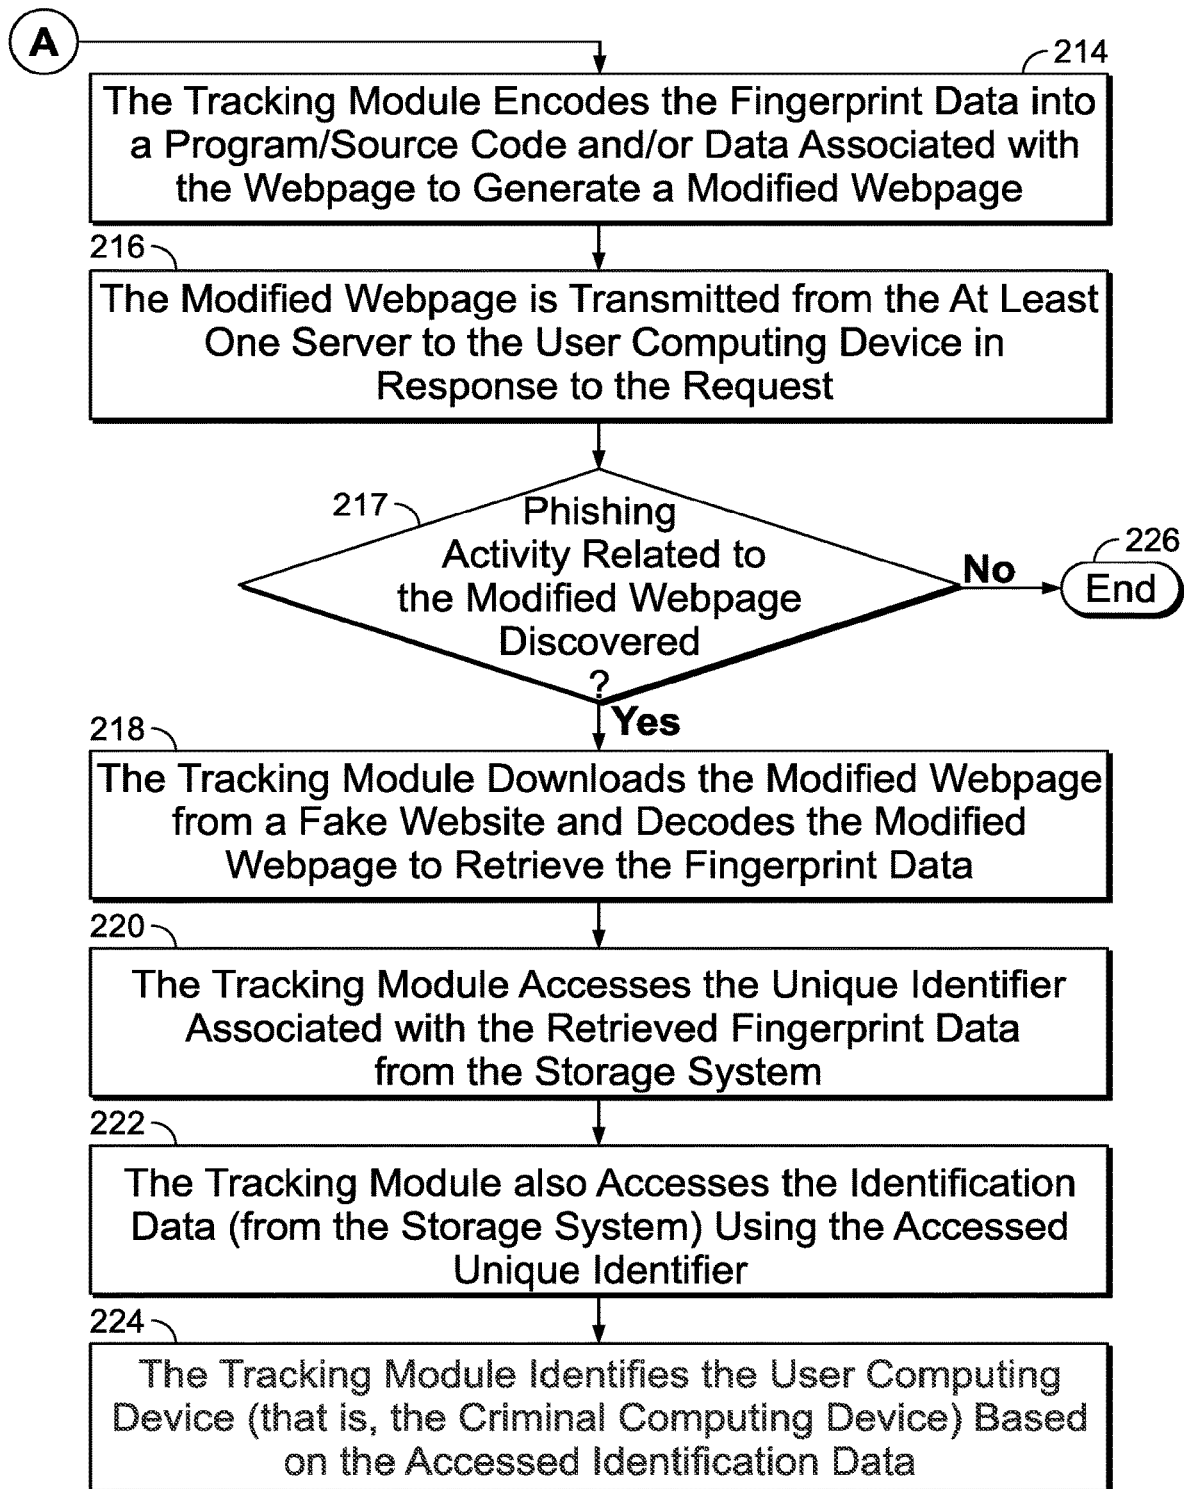 A
214
The Tracking Module Encodes the Fingerprint Data into
a Program/Source Code and/or Data Associated with
the Webpage to Generate a Modified Webpage
216
The Modified Webpage is Transmitted from the At Least
One Server to the User Computing Device in
Response to the Request
217
Phishing
Activity Related to
the Modified Webpage
Discovered
?
No
226
End
Yes
218
The Tracking Module Downloads the Modified Webpage
from a Fake Website and Decodes the Modified
Webpage to Retrieve the Fingerprint Data
220
The Tracking Module Accesses the Unique Identifier
Associated with the Retrieved Fingerprint Data
from the Storage System
222
The Tracking Module also Accesses the Identification
Data (from the Storage System) Using the Accessed
Unique Identifier
224
The Tracking Module Identifies the User Computing
Device (that is, the Criminal Computing Device) Based
on the Accessed Identification Data